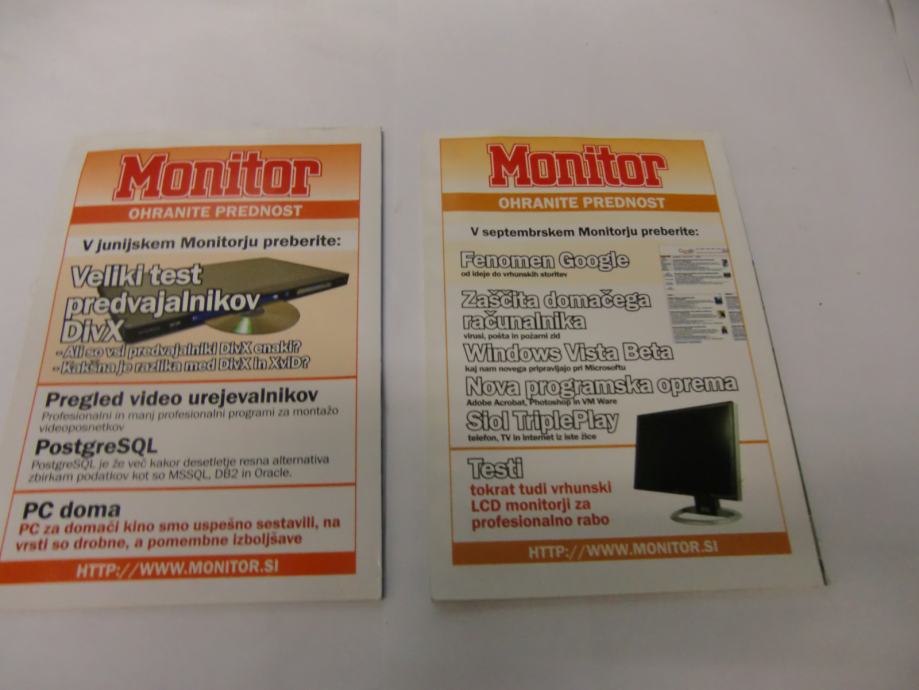 Monitor
OHRANITE PREDNOST
V junijskem Monitorju preberite:
Veliki test
predvajalnikov
DivX
- Ali so vsi predvajalniki DivX enaki?
- Kakšna je razlika med DivX in XviD?
Pregled video urejevalnikov
Profesionalni in manj profesionalni programi za montažo
videoposnetkov
PostgreSQL
PostgreSQL je že več kakor desetletje resna alternativa
zbirkam podatkov kot so MSSQL, DB2 in Oracle.
PC doma
PC za domači kino smo uspešno sestavili, na
vrsti so drobne, a pomembne izboljšave
HTTP://WWW.MONITOR.SI
Monitor
OHRANITE PREDNOST
V septembrskem Monitorju preberite:
Fenomen Google
od ideje do vrhunskih storitev
Zaščita domačega
računalnika
virusi, pošta in požarni zid
Windows Vista Beta
kaj nam novega pripravljajo pri Microsoftu
Nova programska oprema
Adobe Acrobat, Photoshop in VM Ware
Siol TriplePlay
telefon, TV in internet iz iste žice
Testi
tokrat tudi vrhunski
LCD monitorji za
profesionalno rabo
HTTP://WWW.MONITOR.SI